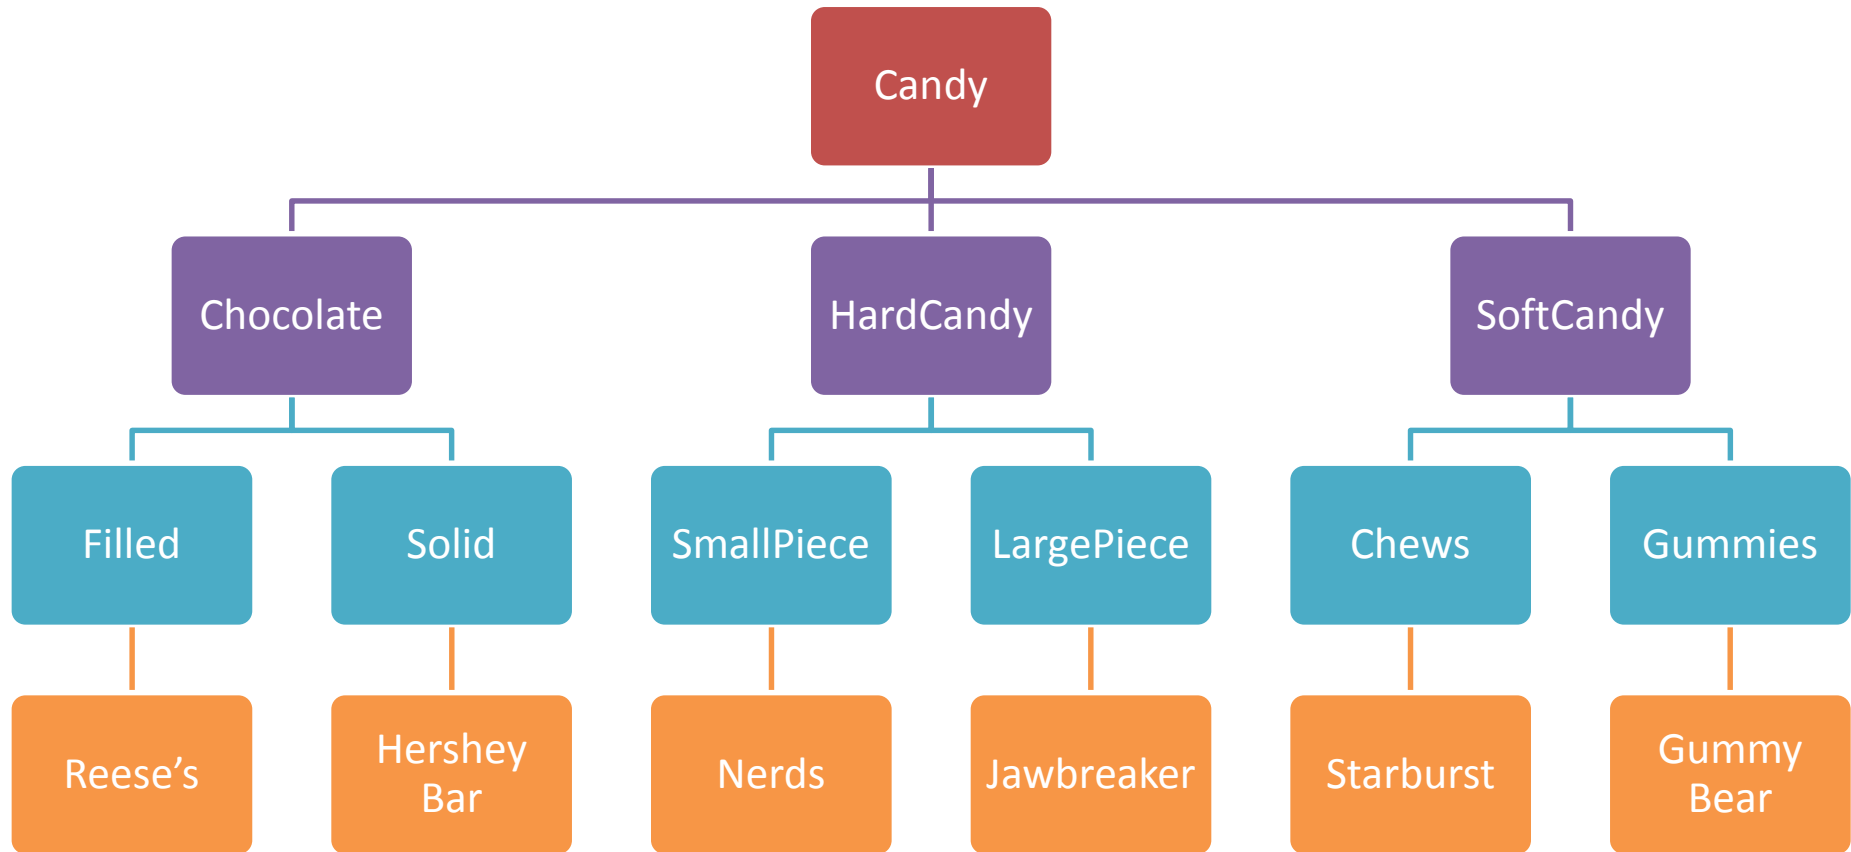 Candy
Chocolate
HardCandy
SoftCandy
Filled
Solid
SmallPiece
LargePiece
Chews
Gummies
Reese’s
Hershey
Bar
Nerds
Jawbreaker
Starburst
Gummy
Bear